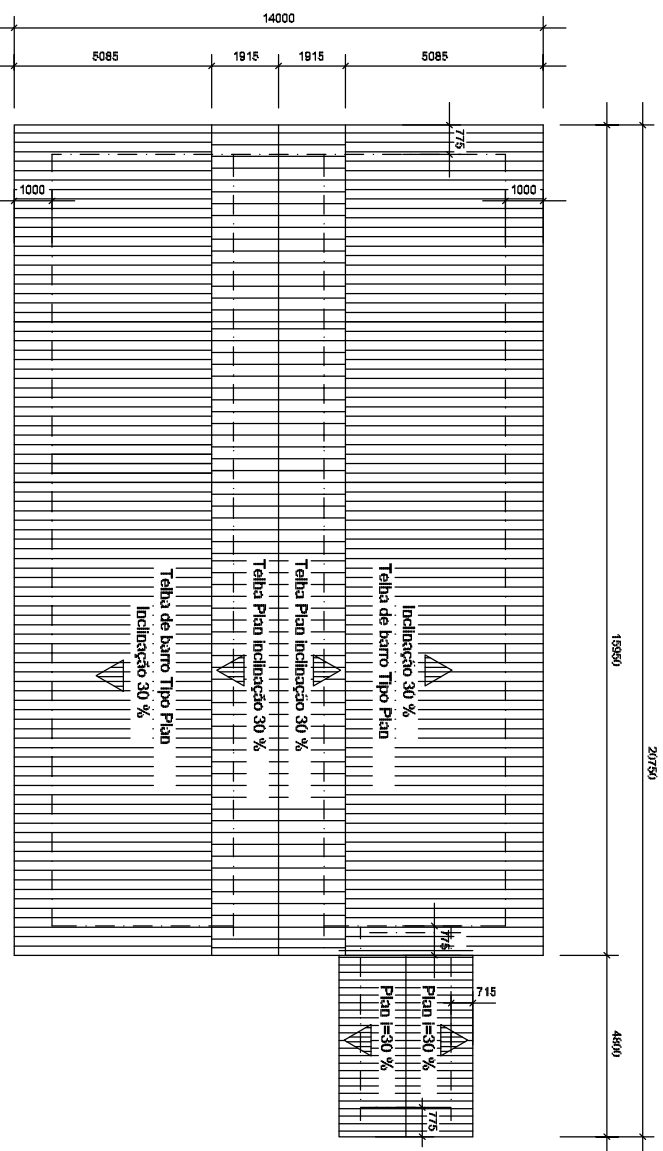 14000
5085
1915
1915
5085
775
1000
1000
15950
20750
Telha de barro Tipo Plan
Inclinação 30 %
Telha Plan inclinação 30 %
Telha Plan inclinação 30 %
Inclinação 30 %
Telha de barro Tipo Plan
775
715
4800
Plan i=30 %
Plan i=30 %
775